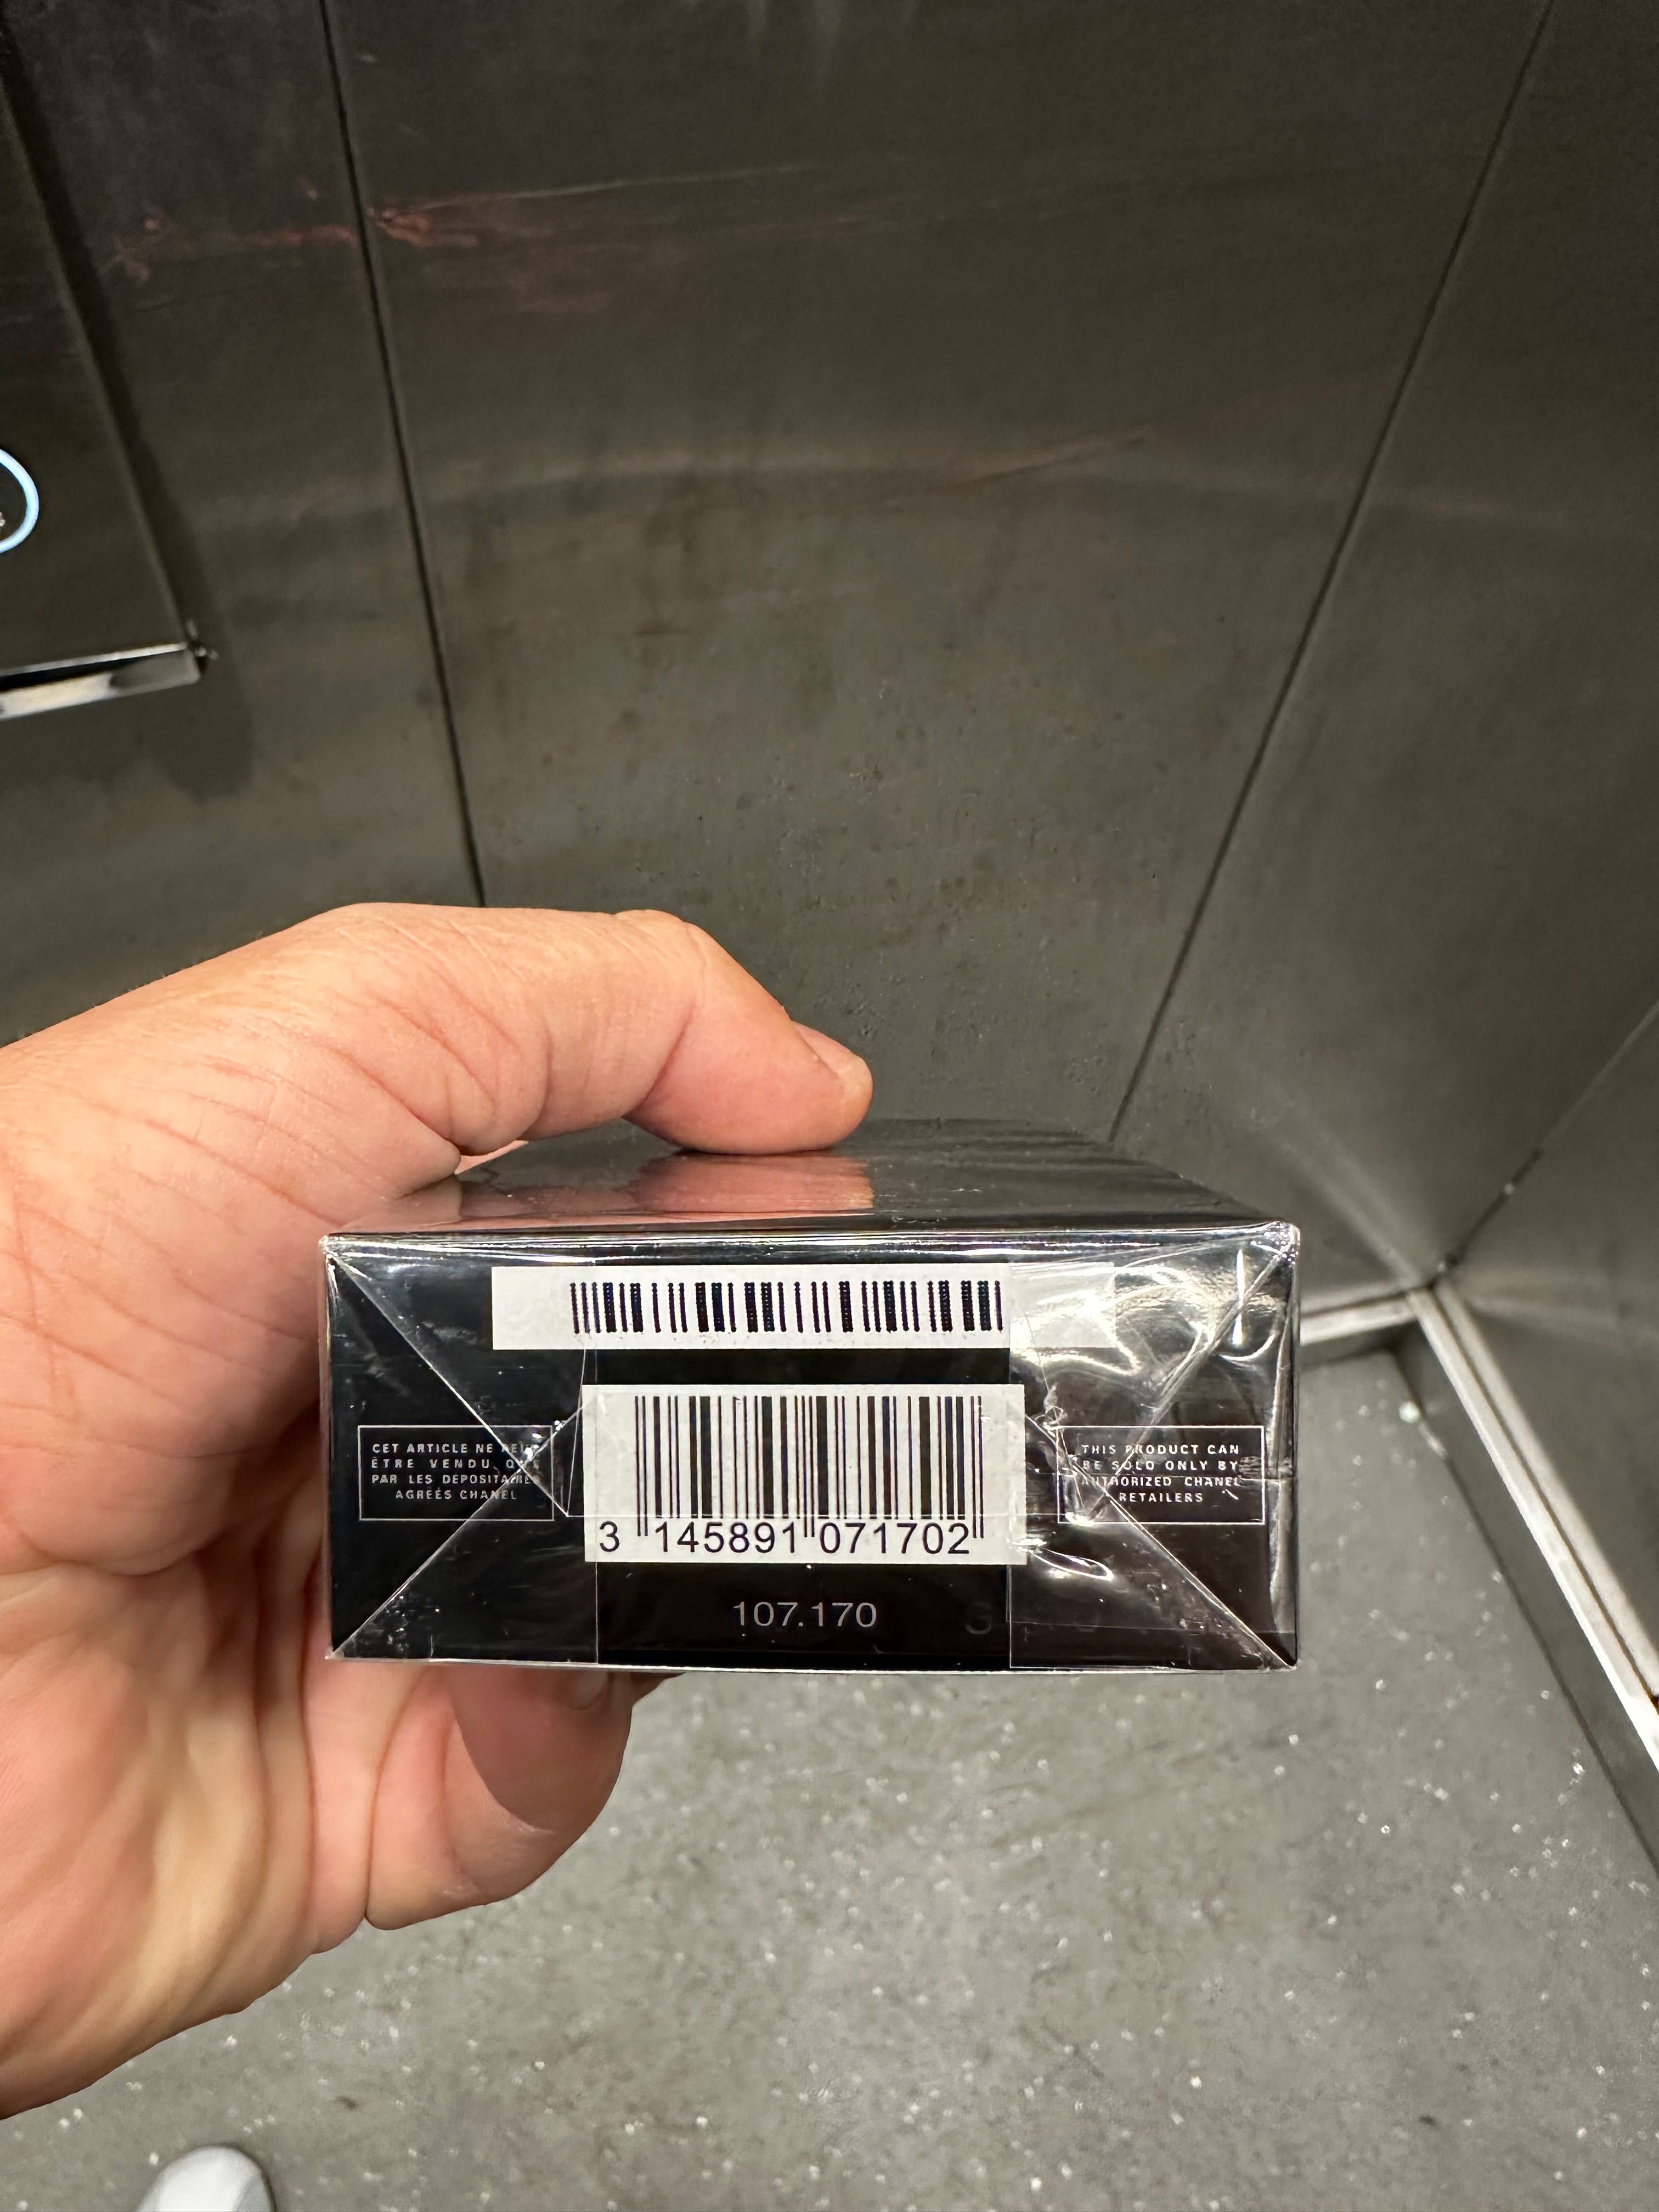 CET ARTICLE NE PEUT
ÊTRE VENDU QUE
PAR LES DEPOSITAIRES
AGRÉÉS CHANEL
THIS PRODUCT CAN
BE SOLD ONLY BY
AUTHORIZED CHANEL
RETAILERS
3 145891 071702
107.170